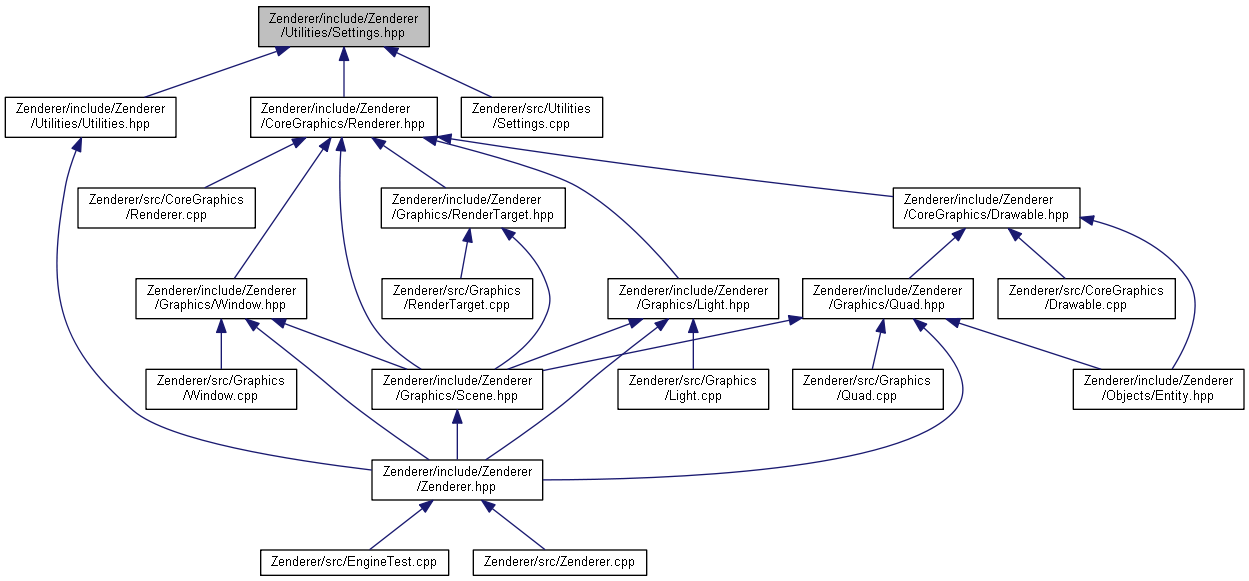 Zenderer/include/Zenderer
/Utilities/Settings.hpp
Zenderer/include/Zenderer
/Utilities/Utilities.hpp
Zenderer/include/Zenderer
/CoreGraphics/Renderer.hpp
Zenderer/src/Utilities
/Settings.cpp
Zenderer/src/CoreGraphics
/Renderer.cpp
Zenderer/include/Zenderer
/Graphics/RenderTarget.hpp
Zenderer/include/Zenderer
/CoreGraphics/Drawable.hpp
Zenderer/include/Zenderer
/Graphics/Window.hpp
Zenderer/src/Graphics
/RenderTarget.cpp
Zenderer/include/Zenderer
/Graphics/Light.hpp
Zenderer/include/Zenderer
/Graphics/Quad.hpp
Zenderer/src/CoreGraphics
/Drawable.cpp
Zenderer/src/Graphics
/Window.cpp
Zenderer/include/Zenderer
/Graphics/Scene.hpp
Zenderer/src/Graphics
/Light.cpp
Zenderer/src/Graphics
/Quad.cpp
Zenderer/include/Zenderer
/Objects/Entity.hpp
Zenderer/include/Zenderer
/Zenderer.hpp
Zenderer/src/EngineTest.cpp
Zenderer/src/Zenderer.cpp